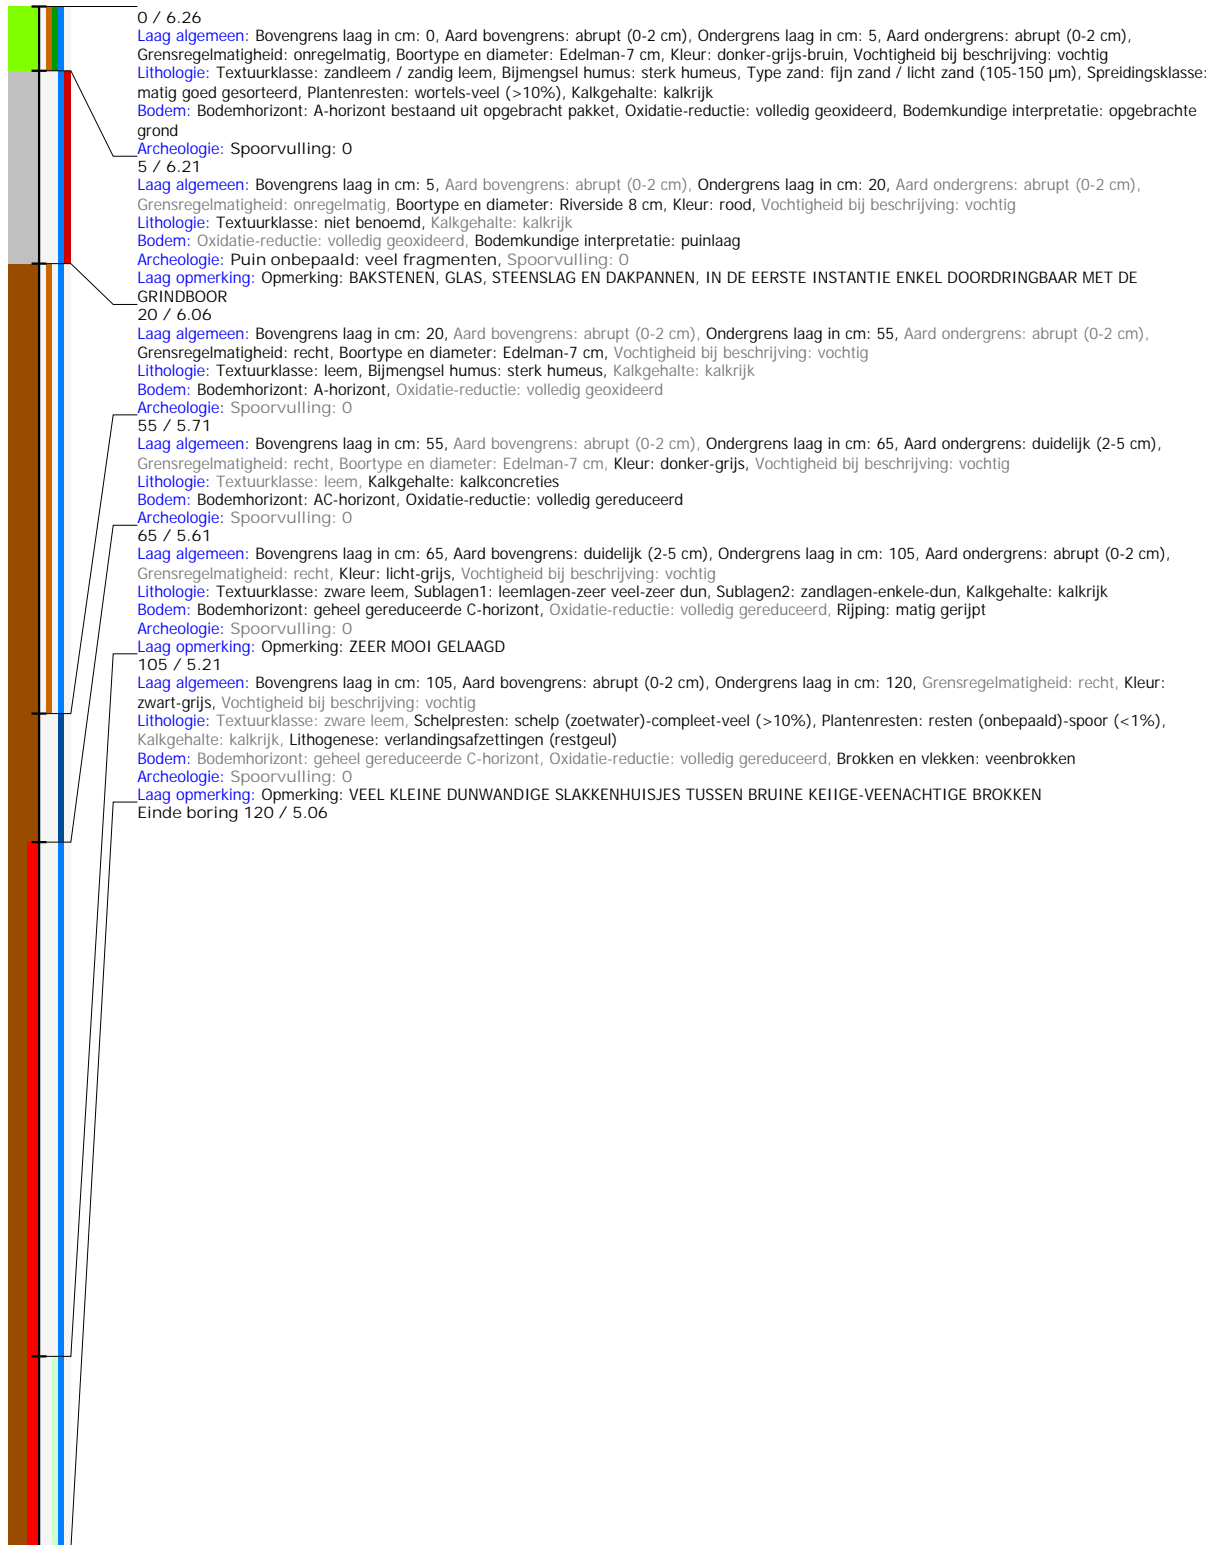 0 / 6.26
Laag algemeen: Bovengrens laag in cm: 0, Aard bovengrens: abrupt (0-2 cm), Ondergrens laag in cm: 5, Aard ondergrens: abrupt (0-2 cm),
Grensregelmatigheid: onregelmatig, Boortype en diameter: Edelman-7 cm, Kleur: donker-grijs-bruin, Vochtigheid bij beschrijving: vochtig
Lithologie: Textuurklasse: zandleem / zandig leem, Bijmengsel humus: sterk humeus, Type zand: fijn zand / licht zand (105-150 µm), Spreidingsklasse:
matig goed gesorteerd, Plantenresten: wortels-veel (>10%), Kalkgehalte: kalkrijk
Bodem: Bodemhorizont: A-horizont bestaand uit opgebracht pakket, Oxidatie-reductie: volledig geoxideerd, Bodemkundige interpretatie: opgebrachte
grond
Archeologie: Spoorvulling: 0
5 / 6.21
Laag algemeen: Bovengrens laag in cm: 5, Aard bovengrens: abrupt (0-2 cm), Ondergrens laag in cm: 20, Aard ondergrens: abrupt (0-2 cm),
Grensregelmatigheid: onregelmatig, Boortype en diameter: Riverside 8 cm, Kleur: rood, Vochtigheid bij beschrijving: vochtig
Lithologie: Textuurklasse: niet benoemd, Kalkgehalte: kalkrijk
Bodem: Oxidatie-reductie: volledig geoxideerd, Bodemkundige interpretatie: puinlaag
Archeologie: Puin onbepaald: veel fragmenten, Spoorvulling: 0
Laag opmerking: Opmerking: BAKSTENEN, GLAS, STEENSLAG EN DAKPANNEN, IN DE EERSTE INSTANTIE ENKEL DOORDRINGBAAR MET DE
GRINDBOOR
20 / 6.06
Laag algemeen: Bovengrens laag in cm: 20, Aard bovengrens: abrupt (0-2 cm), Ondergrens laag in cm: 55, Aard ondergrens: abrupt (0-2 cm),
Grensregelmatigheid: recht, Boortype en diameter: Edelman-7 cm, Vochtigheid bij beschrijving: vochtig
Lithologie: Textuurklasse: leem, Bijmengsel humus: sterk humeus, Kalkgehalte: kalkrijk
Bodem: Bodemhorizont: A-horizont, Oxidatie-reductie: volledig geoxideerd
Archeologie: Spoorvulling: 0
55 / 5.71
Laag algemeen: Bovengrens laag in cm: 55, Aard bovengrens: abrupt (0-2 cm), Ondergrens laag in cm: 65, Aard ondergrens: duidelijk (2-5 cm),
Grensregelmatigheid: recht, Boortype en diameter: Edelman-7 cm, Kleur: donker-grijs, Vochtigheid bij beschrijving: vochtig
Lithologie: Textuurklasse: leem, Kalkgehalte: kalkconcreties
Bodem: Bodemhorizont: AC-horizont, Oxidatie-reductie: volledig gereduceerd
Archeologie: Spoorvulling: 0
65 / 5.61
Laag algemeen: Bovengrens laag in cm: 65, Aard bovengrens: duidelijk (2-5 cm), Ondergrens laag in cm: 105, Aard ondergrens: abrupt (0-2 cm),
Grensregelmatigheid: recht, Kleur: licht-grijs, Vochtigheid bij beschrijving: vochtig
Lithologie: Textuurklasse: zware leem, Sublagen1: leemlagen-zeer veel-zeer dun, Sublagen2: zandlagen-enkele-dun, Kalkgehalte: kalkrijk
Bodem: Bodemhorizont: geheel gereduceerde C-horizont, Oxidatie-reductie: volledig gereduceerd, Rijping: matig gerijpt
Archeologie: Spoorvulling: 0
Laag opmerking: Opmerking: ZEER MOOI GELAAGD
105 / 5.21
Laag algemeen: Bovengrens laag in cm: 105, Aard bovengrens: abrupt (0-2 cm), Ondergrens laag in cm: 120, Grensregelmatigheid: recht, Kleur:
zwart-grijs, Vochtigheid bij beschrijving: vochtig
Lithologie: Textuurklasse: zware leem, Schelpresten: schelp (zoetwater)-compleet-veel (>10%), Plantenresten: resten (onbepaald)-spoor (<1%),
Kalkgehalte: kalkrijk, Lithogenese: verlandingsafzettingen (restgeul)
Bodem: Bodemhorizont: geheel gereduceerde C-horizont, Oxidatie-reductie: volledig gereduceerd, Brokken en vlekken: veenbrokken
Archeologie: Spoorvulling: 0
Laag opmerking: Opmerking: VEEL KLEINE DUNWANDIGE SLAKKENHUISJES TUSSEN BRUINE KEIIGE-VEENACHTIGE BROKKEN
Einde boring 120 / 5.06